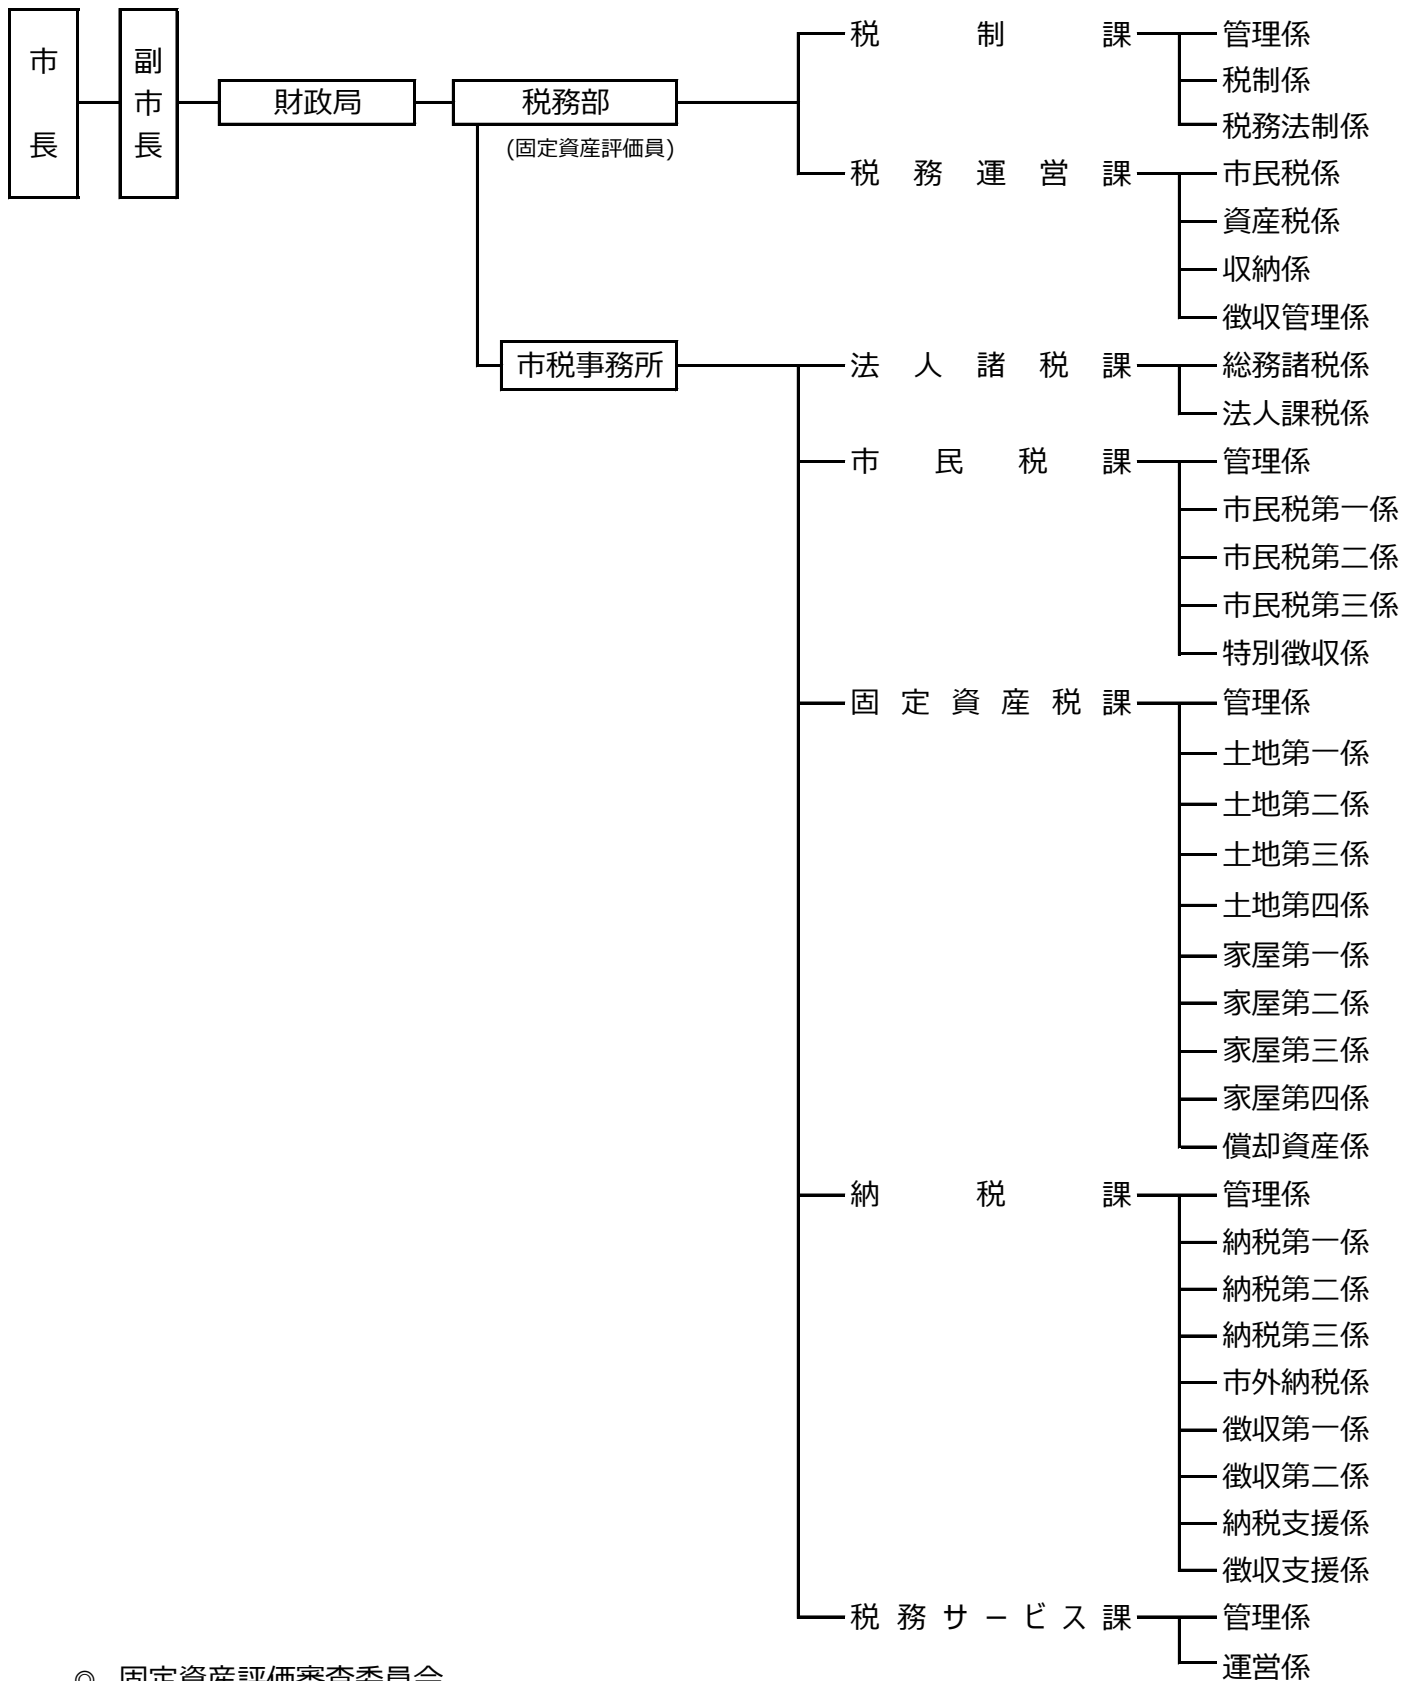 市長
副市長
財政局
税務部
(固定資産評価員)
税制課
管理係
税制係
税務法制係
税務運営課
市民税係
資産税係
収納係
徴収管理係
市税事務所
法人諸税課
総務諸税係
法人課税係
市民税課
管理係
市民税第一係
市民税第二係
市民税第三係
特別徴収係
固定資産税課
管理係
土地第一係
土地第二係
土地第三係
土地第四係
家屋第一係
家屋第二係
家屋第三係
家屋第四係
償却資産係
納税課
管理係
納税第一係
納税第二係
納税第三係
市外納税係
徴収第一係
徴収第二係
納税支援係
徴収支援係
税務サービス課
管理係
運営係
◎ 固定資産評価審査委員会